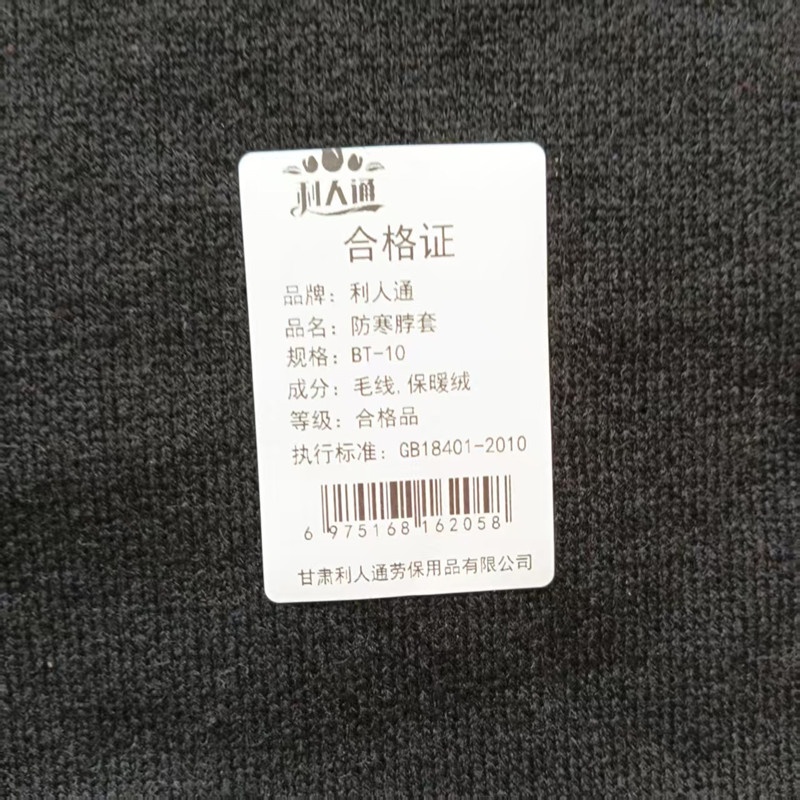 利人通
合格证
品牌：利人通
品名：防寒脖套
规格：BT-10
成分：毛线,保暖绒
等级：合格品
执行标准：GB18401-2010
6 975168 162058
甘肃利人通劳保用品有限公司